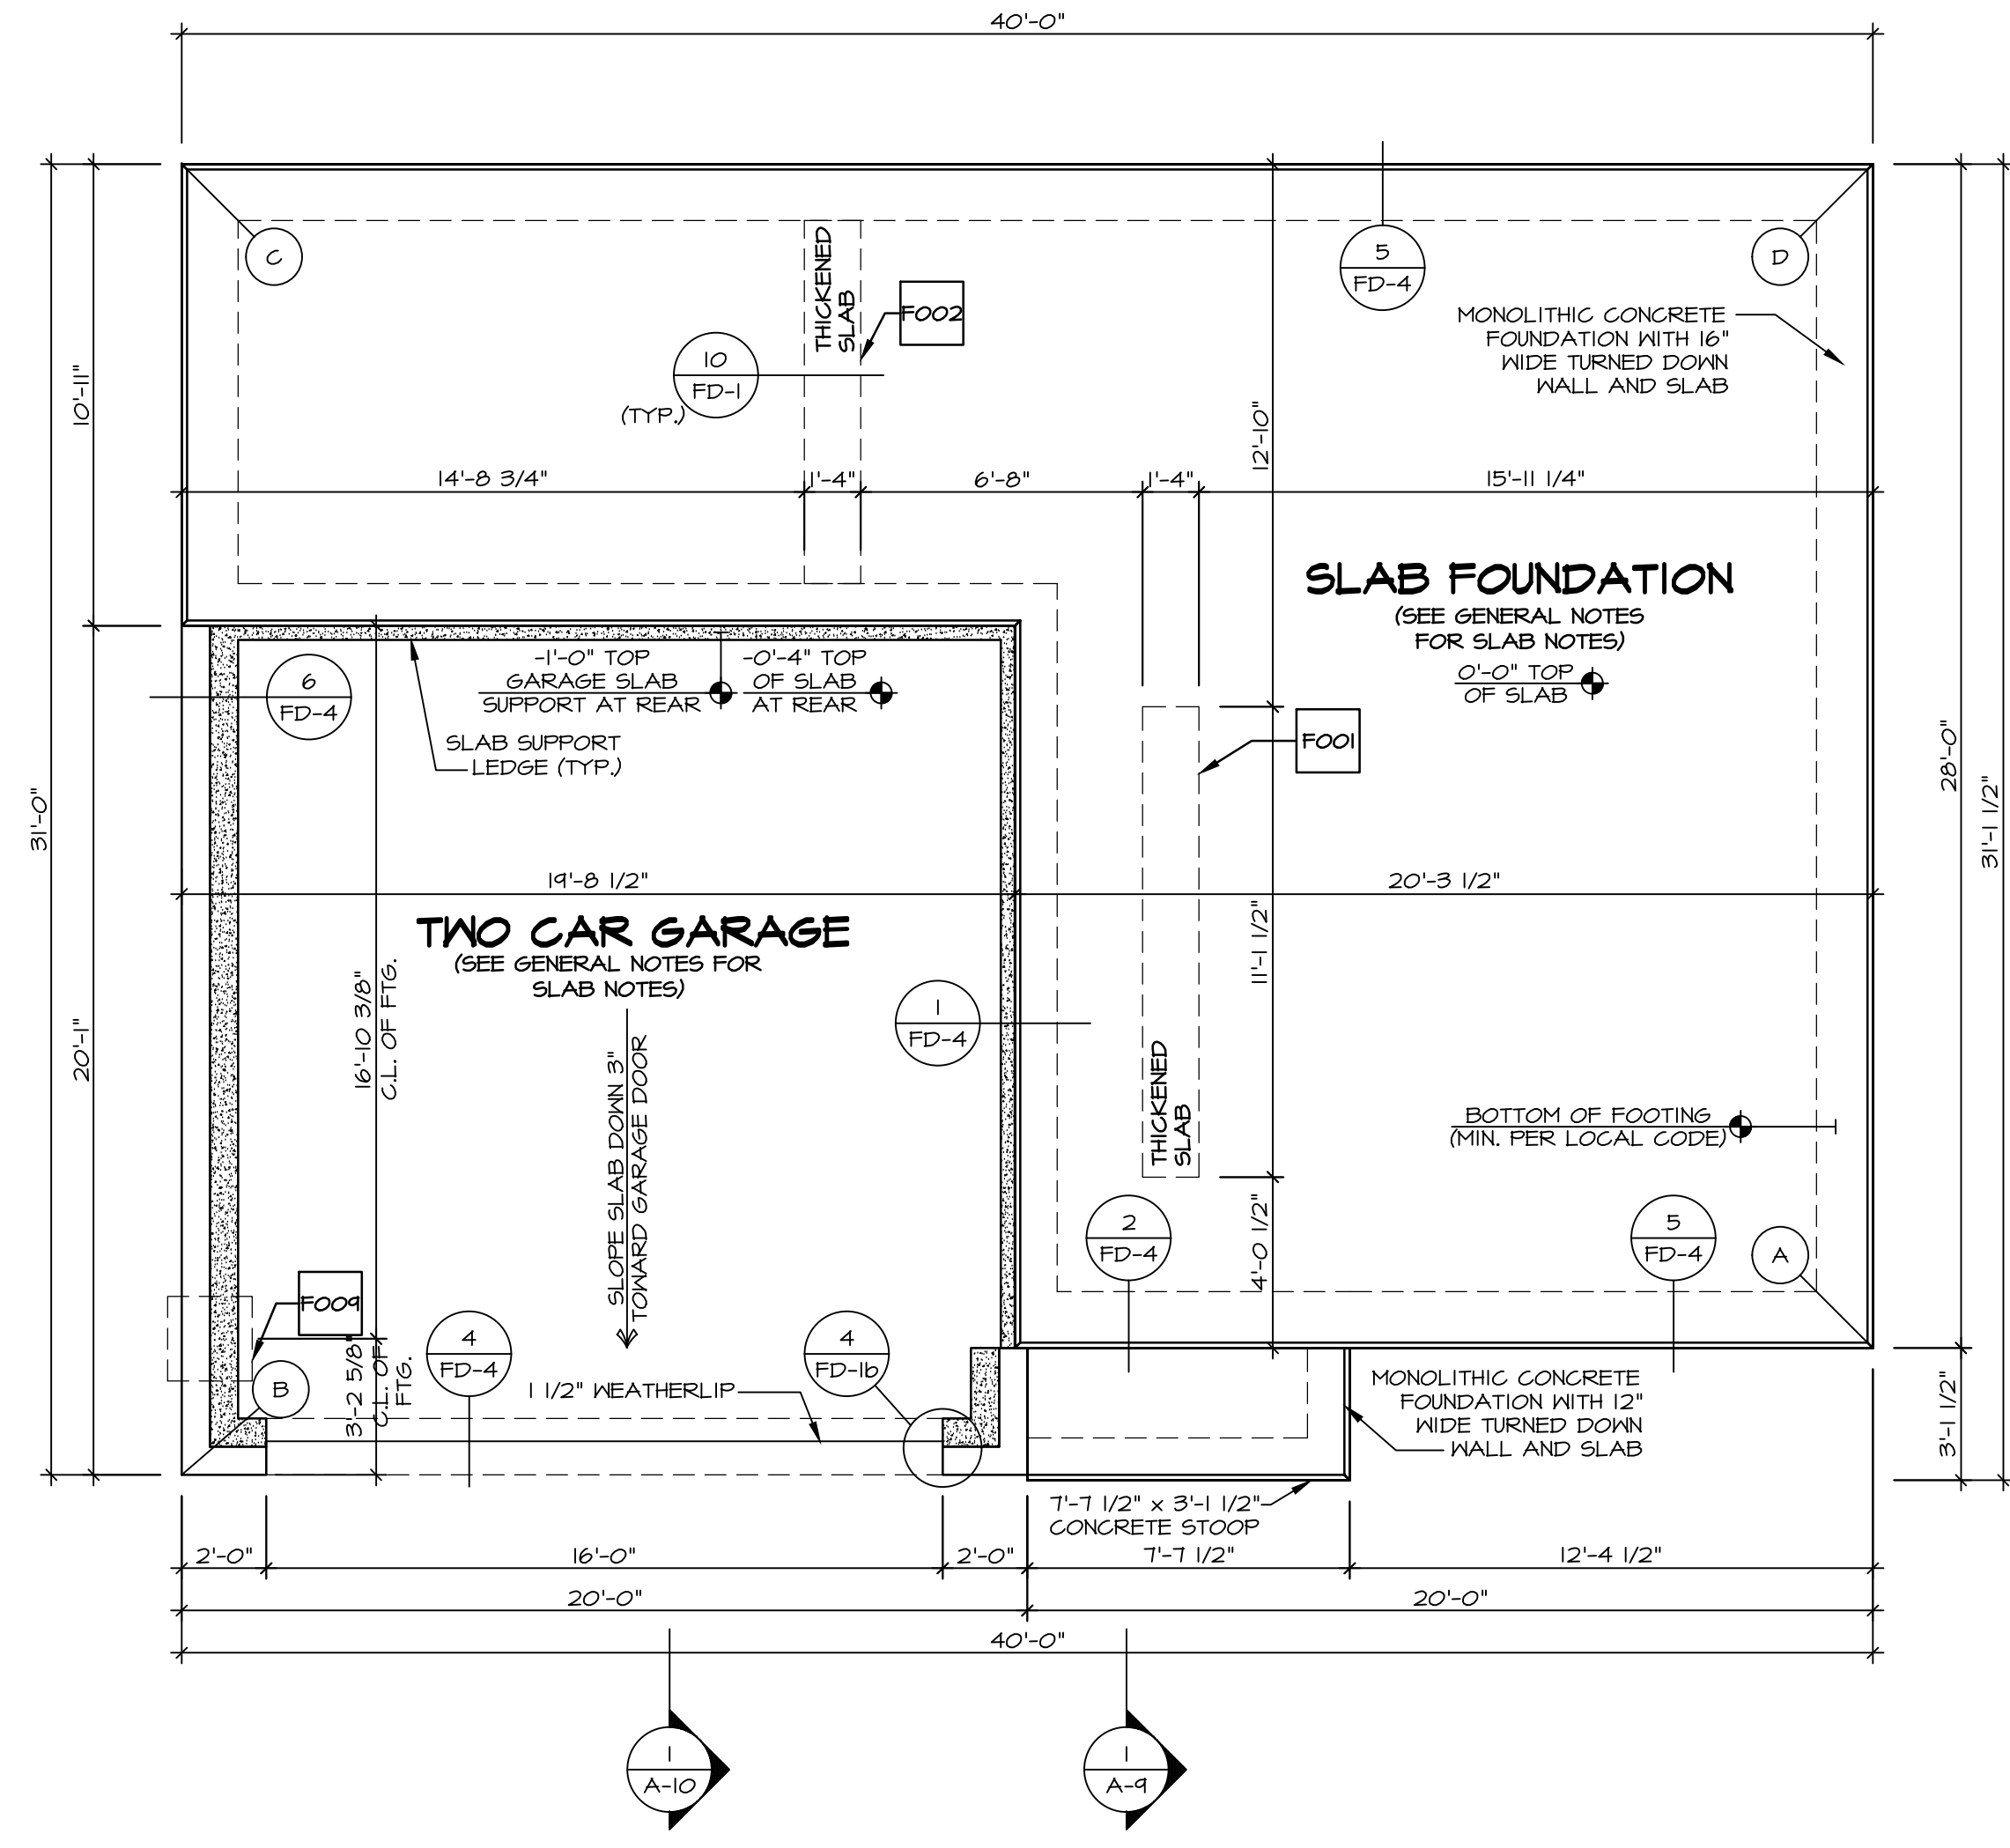 40'-0"
C
THICKENED
SLAB
F002
5
FD-4
D
MONOLITHIC CONCRETE
FOUNDATION WITH 16"
WIDE TURNED DOWN
WALL AND SLAB
10
FD-1
(TYP.)
10'-11"
12'-10"
14'-8 3/4"
1'-4"
6'-8"
1'-4"
15'-11 1/4"
SLAB FOUNDATION
(SEE GENERAL NOTES
FOR SLAB NOTES)
0'-0" TOP
OF SLAB
6
FD-4
-1'-0" TOP
GARAGE SLAB
SUPPORT AT REAR
-0'-4" TOP
OF SLAB
AT REAR
SLAB SUPPORT
LEDGE (TYP.)
F001
31'-0"
28'-0"
31'-1 1/2"
19'-8 1/2"
20'-3 1/2"
TWO CAR GARAGE
(SEE GENERAL NOTES FOR
SLAB NOTES)
11'-1 1/2"
16'-10 3/8"
C.L. OF FTG.
20'-1"
1
FD-4
SLOPE SLAB DOWN 3"
TOWARD GARAGE DOOR
THICKENED
SLAB
BOTTOM OF FOOTING
(MIN. PER LOCAL CODE)
2
FD-4
4'-0 1/2"
5
FD-4
A
F009
3'-2 5/8"
C.L. OF
FTG.
B
4
FD-4
4
FD-1b
1 1/2" WEATHERLIP
MONOLITHIC CONCRETE
FOUNDATION WITH 12"
WIDE TURNED DOWN
WALL AND SLAB
3'-1 1/2"
7'-7 1/2" x 3'-1 1/2"
CONCRETE STOOP
2'-0"
16'-0"
2'-0"
7'-7 1/2"
12'-4 1/2"
20'-0"
20'-0"
40'-0"
1
A-10
1
A-9